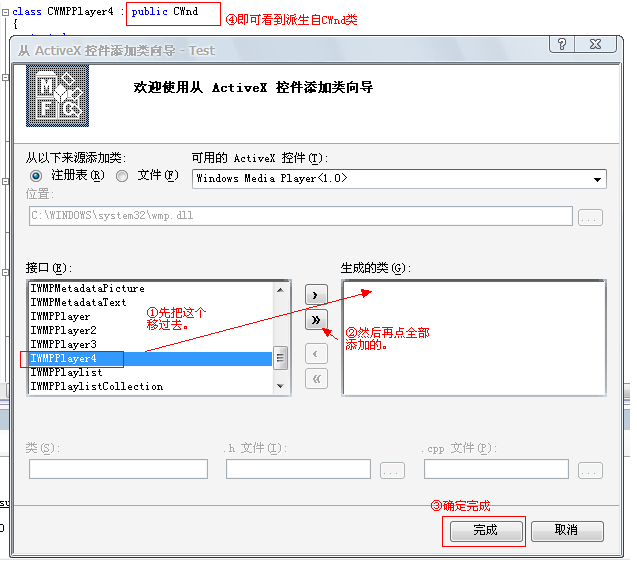 class CWMPPlayer4 : public CWnd
{
④即可看到派生自CWnd类
从 ActiveX 控件添加类向导 - Test
MFC
欢迎使用从 ActiveX 控件添加类向导
从以下来源添加类:
注册表(R) 文件(F)
可用的 ActiveX 控件(T):
Windows Media Player<1.0>
位置:
C:\WINDOWS\system32\wmp.dll
...
接口(E):
IWMPMetadataPicture
IWMPMetadataText
IWMPPlayer
IWMPPlayer2
IWMPPlayer3
IWMPPlayer4
IWMPPlaylist
IWMPPlaylistCollection
①先把这个
移过去。
>
»
‹
«
生成的类(G):
②然后再点全部
添加的。
类(S):
.h 文件(I):
...
.cpp 文件(P):
...
③确定完成
完成
取消